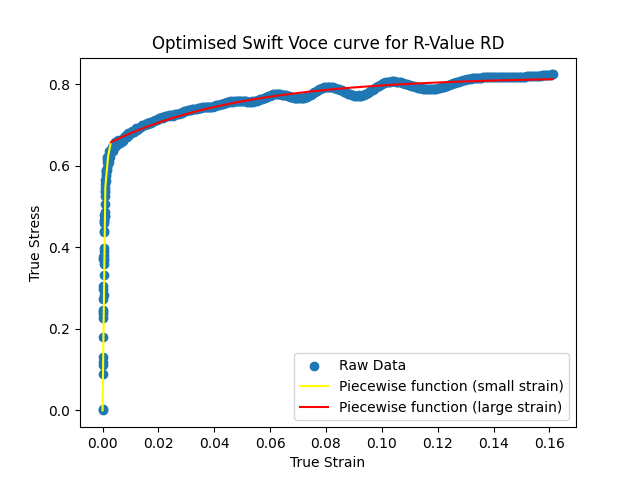 Optimised Swift Voce curve for R-Value RD
True Stress
0.8
0.6
0.4
0.2
0.0
Raw Data
Piecewise function (small strain)
Piecewise function (large strain)
0.00 0.02 0.04 0.06 0.08 0.10 0.12 0.14 0.16
True Strain